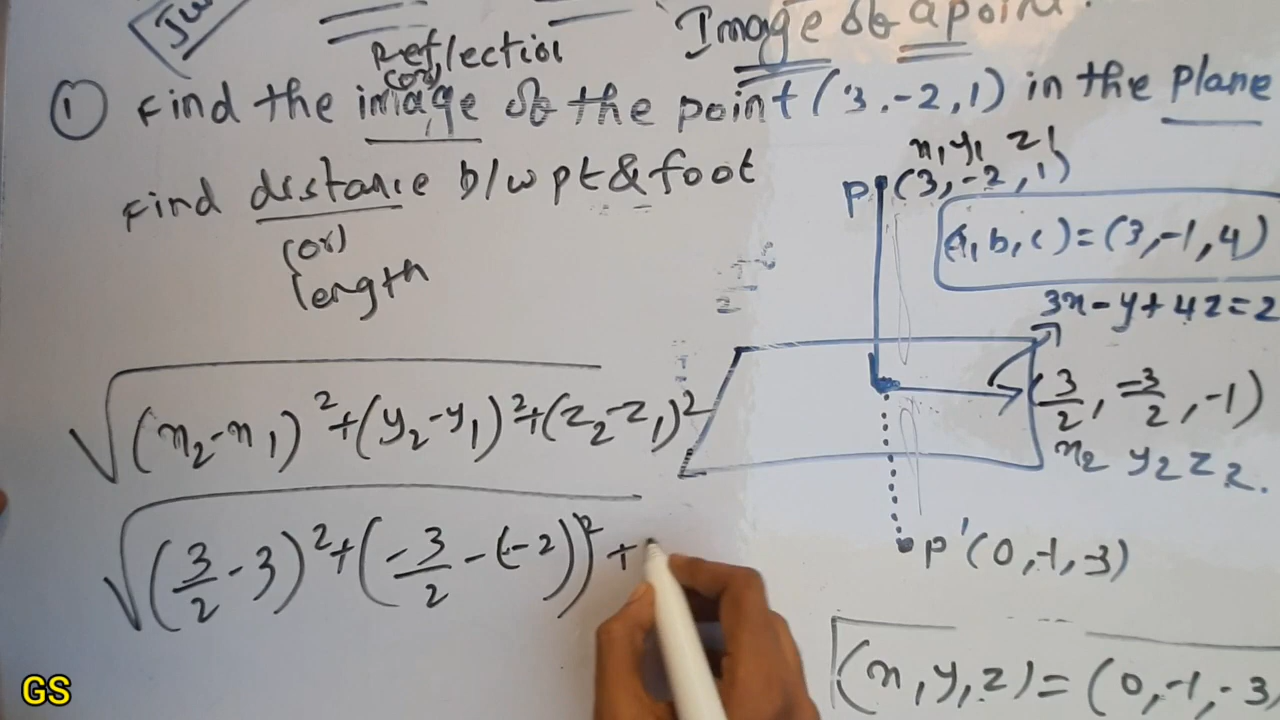 Reflection
Image of a point.
(or)
① Find the image of the point (3,-2,1) in the plane
Find distance b/w pt & foot
(or)
length
x₁ y₁ z₁
P (3,-2,1)
(a,b,c)=(3,-1,4)
3x-y+4z=2
(3/2, -3/2, -1)
x₂ y₂ z₂.
√(x₂-x₁)²+(y₂-y₁)²+(z₂-z₁)²
√(3/2-3)²+(-3/2-(-2))²+
P'(0,-1,-3)
(x,y,z)=(0,-1,-3)
GS